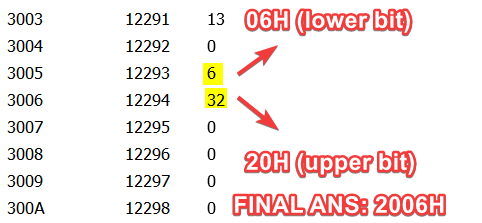 3003 12291 13 06H (lower bit)
3004 12292 0
3005 12293 6
3006 12294 32
3007 12295 0
3008 12296 0 20H (upper bit)
3009 12297 0
300A 12298 0 FINAL ANS: 2006H